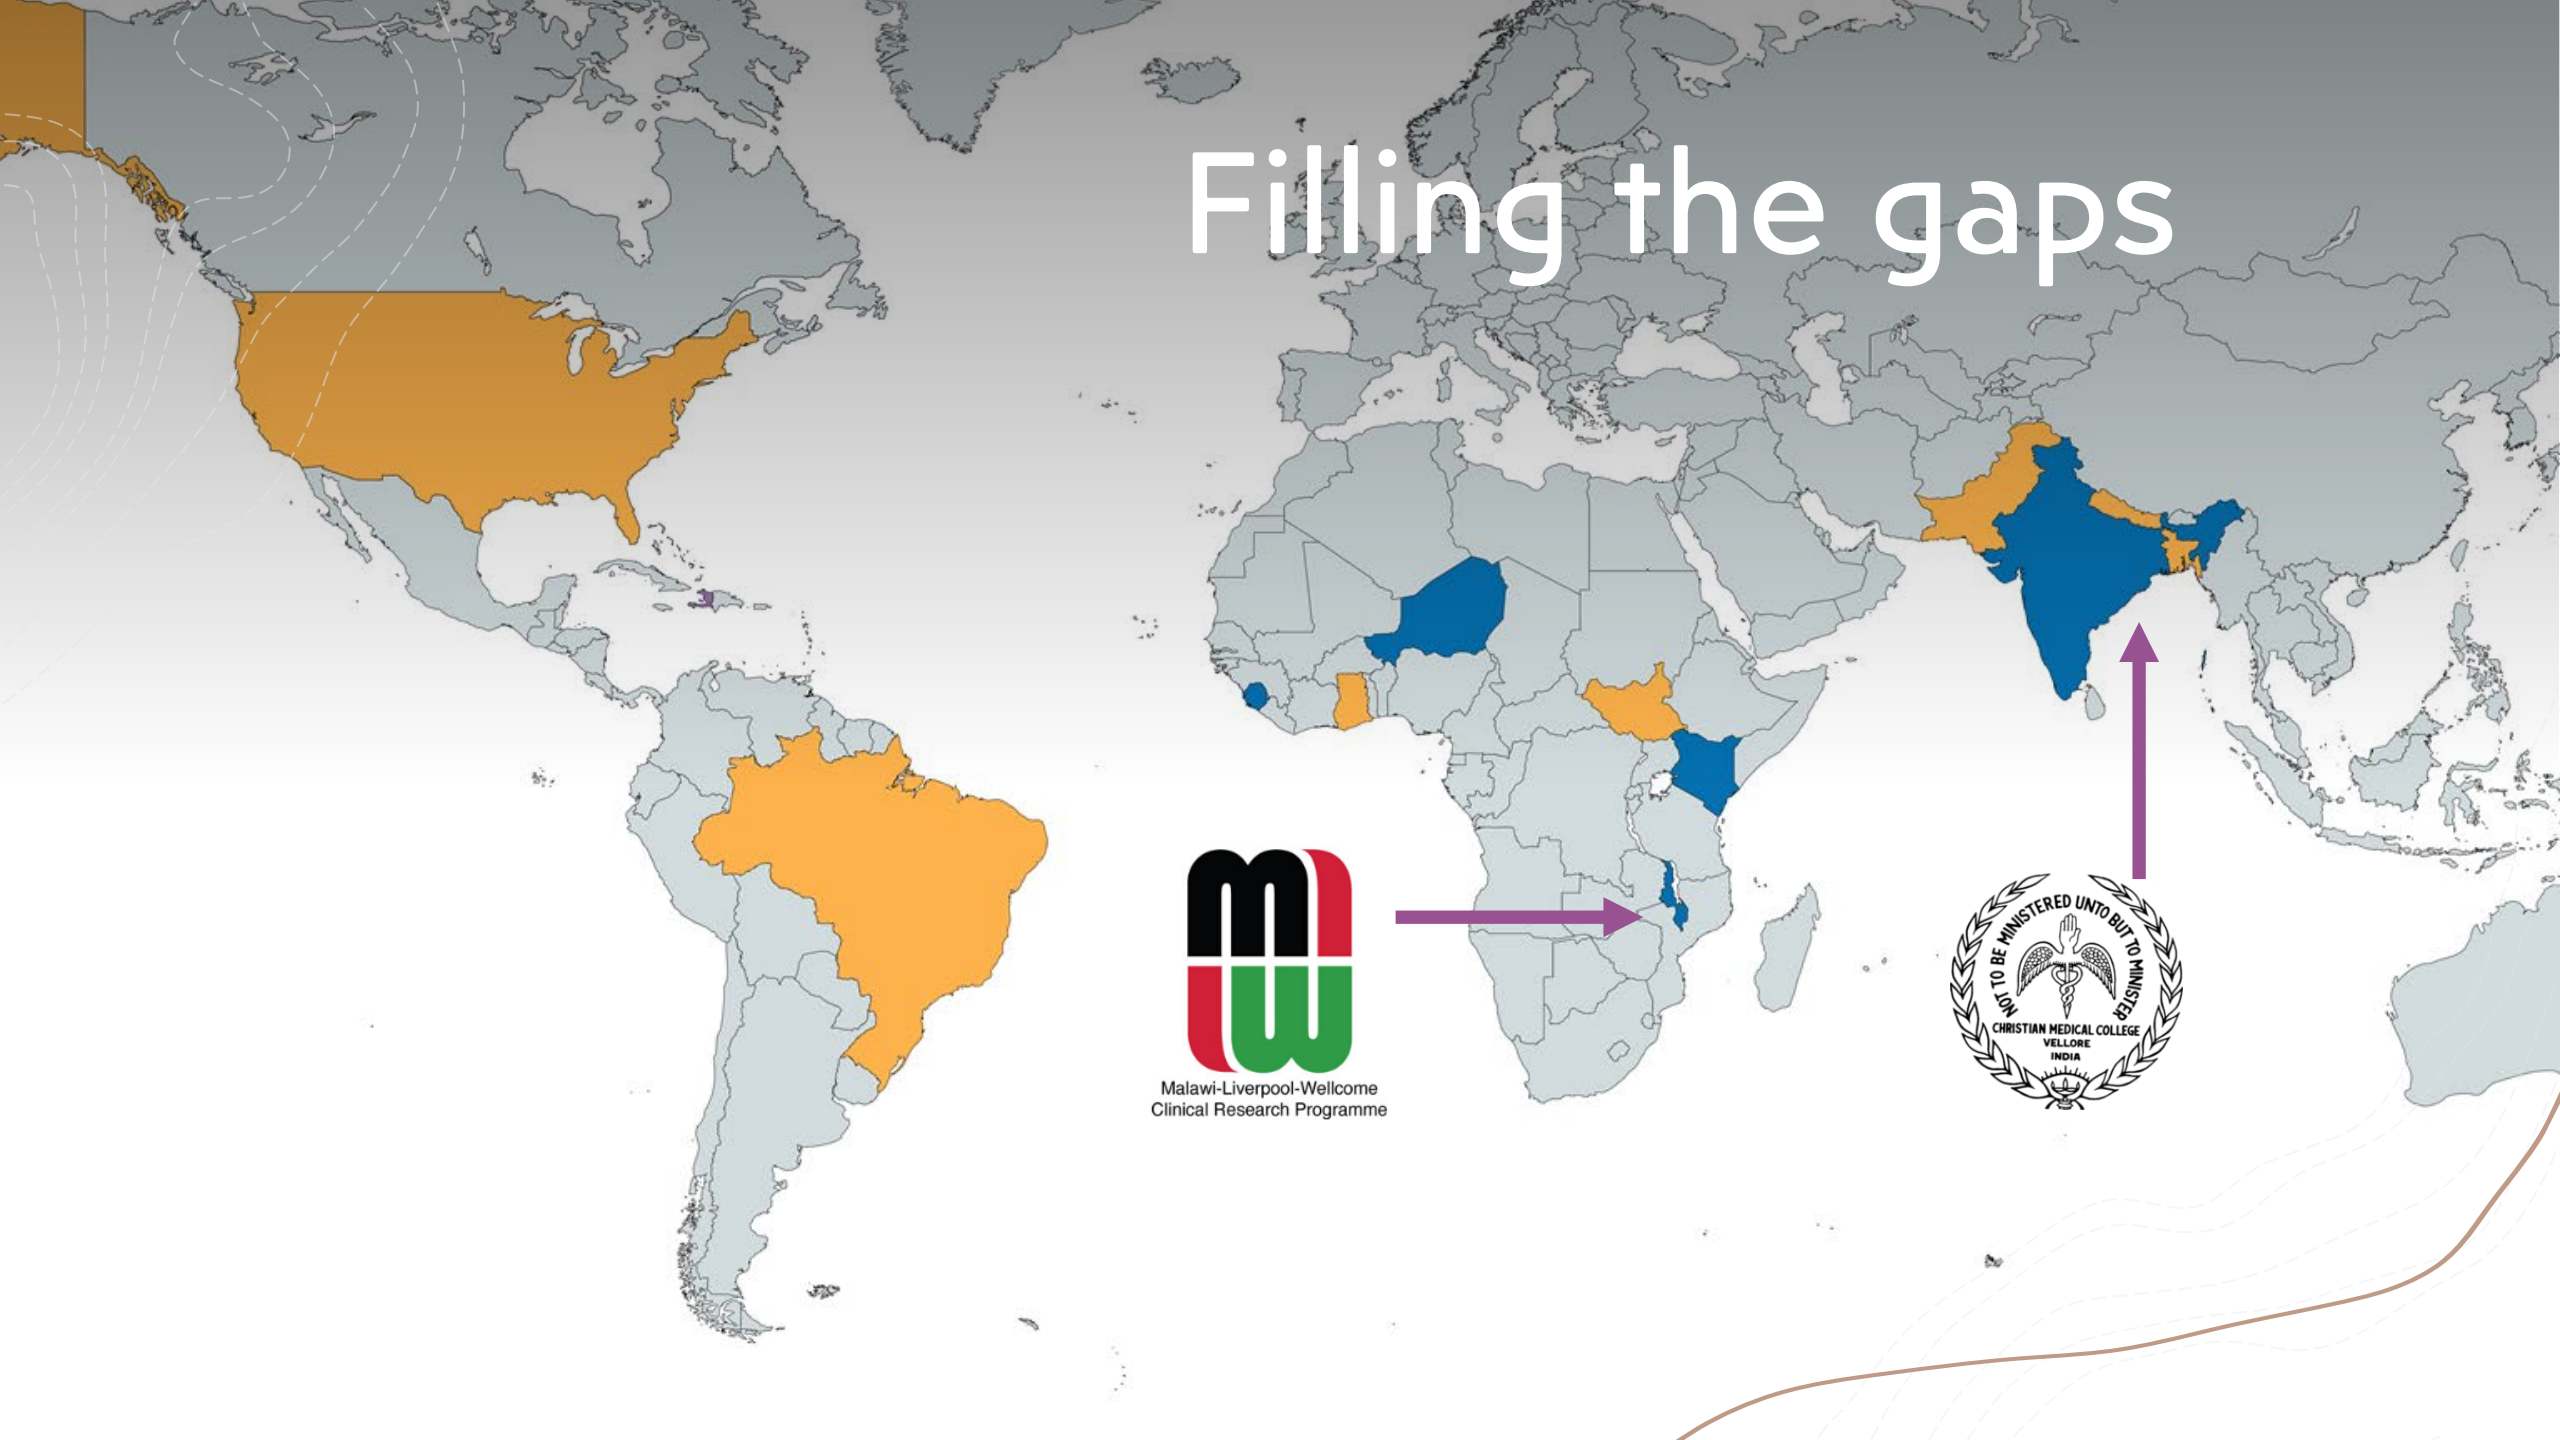 Filling the gaps
mw
Malawi-Liverpool-Wellcome
Clinical Research Programme
NOT TO BE MINISTERED UNTO BUT TO MINISTER
CHRISTIAN MEDICAL COLLEGE
VELLORE
INDIA